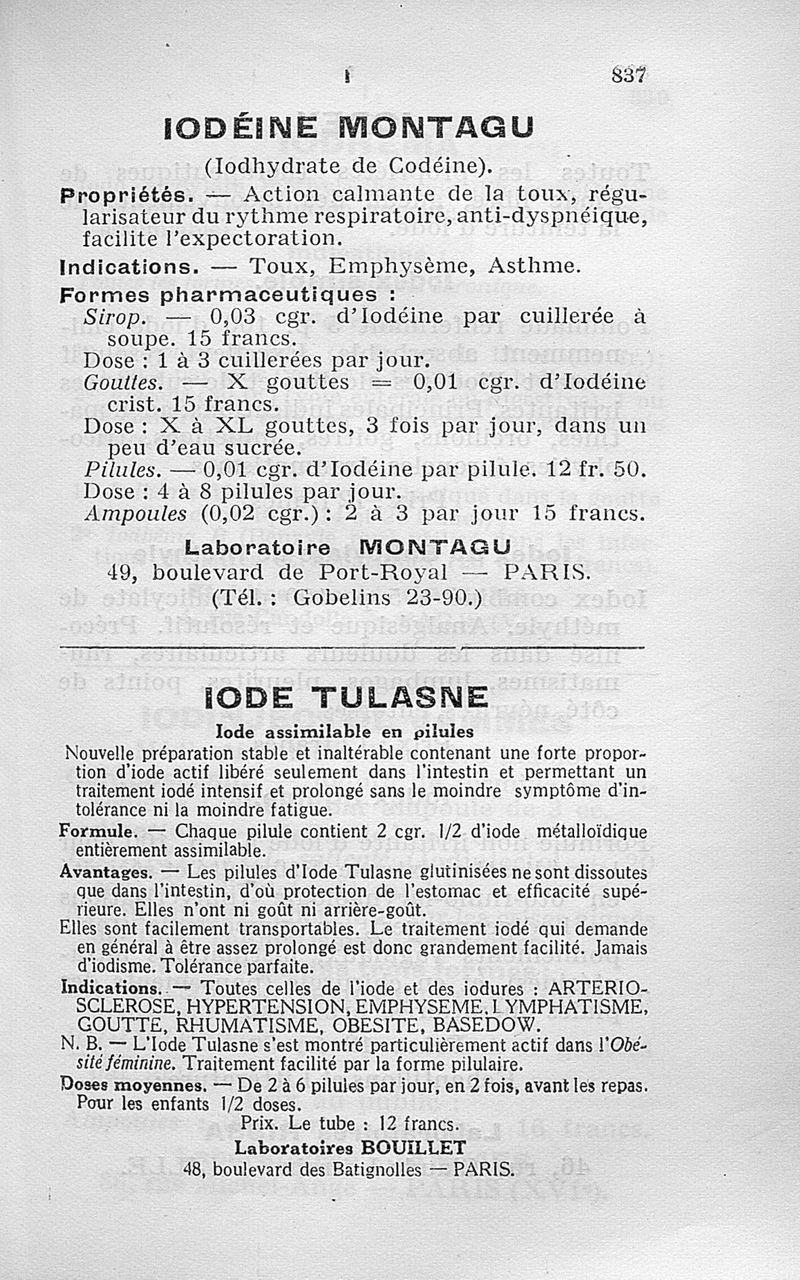 I 837
IODÉINE MONTAGU
(Iodhydrate de Codéine).
Propriétés. — Action calmante de la toux, régu-
larisateur du rythme respiratoire, anti-dyspnéique,
facilite l'expectoration.
Indications. — Toux, Emphysème, Asthme.
Formes pharmaceutiques :
Sirop. — 0,03 cgr. d'Iodéine par cuillerée à
soupe. 15 francs.
Dose : 1 à 3 cuillerées par jour.
Gouttes. — X gouttes = 0,01 cgr. d'Iodéine
crist. 15 francs.
Dose : X à XL gouttes, 3 fois par jour, dans un
peu d'eau sucrée.
Pilules. — 0,01 cgr. d'Iodéine par pilule. 12 fr. 50.
Dose : 4 à 8 pilules par jour.
Ampoules (0,02 cgr.) : 2 à 3 par jour 15 francs.
Laboratoire MONTAGU
49, boulevard de Port-Royal — PARIS.
(Tél. : Gobelins 23-90.)
IODE TULASNE
Iode assimilable en pilules
Nouvelle préparation stable et inaltérable contenant une forte propor-
tion d'iode actif libéré seulement dans l'intestin et permettant un
traitement iodé intensif et prolongé sans le moindre symptôme d'in-
tolérance ni la moindre fatigue.
Formule. — Chaque pilule contient 2 cgr. 1/2 d'iode métalloïdique
entièrement assimilable.
Avantages. — Les pilules d'Iode Tulasne glutinisées ne sont dissoutes
que dans l'intestin, d'où protection de l'estomac et efficacité supé-
rieure. Elles n'ont ni goût ni arrière-goût.
Elles sont facilement transportables. Le traitement iodé qui demande
en général à être assez prolongé est donc grandement facilité. Jamais
d'iodisme. Tolérance parfaite.
Indications. — Toutes celles de l'iode et des iodures : ARTERIO-
SCLEROSE, HYPERTENSION, EMPHYSEME, LYMPHATISME,
GOUTTE, RHUMATISME, OBESITE, BASEDOW.
N. B. — L'Iode Tulasne s'est montré particulièrement actif dans l'Obé-
sité féminine. Traitement facilité par la forme pilulaire.
Doses moyennes. — De 2 à 6 pilules par jour, en 2 fois, avant les repas.
Pour les enfants 1/2 doses.
Prix. Le tube : 12 francs.
Laboratoires BOUILLET
48, boulevard des Batignolles — PARIS.